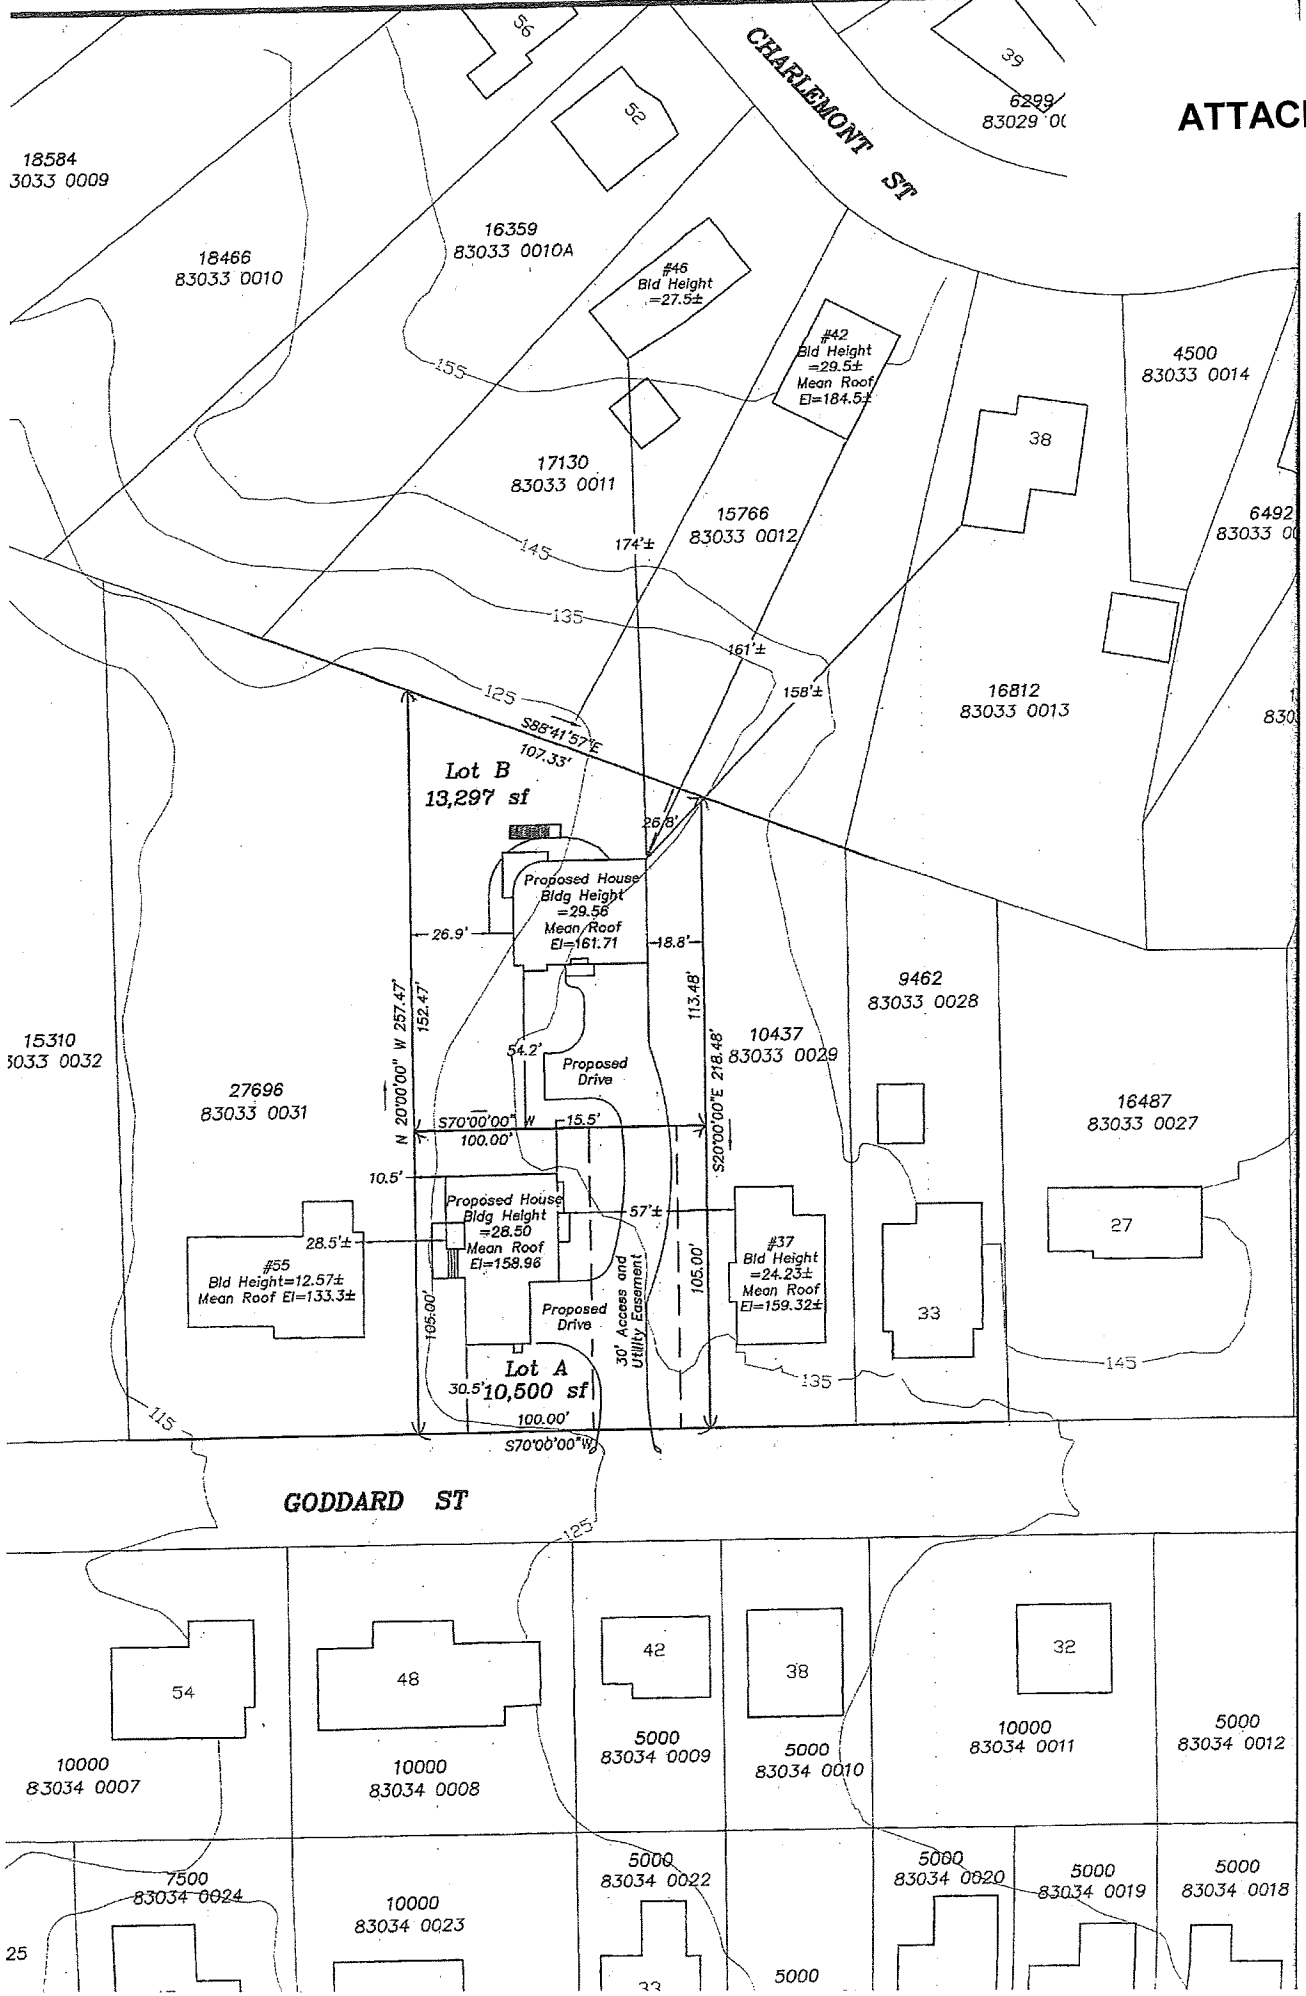 56
CHARLEMONT ST
39
6299
83029
ATTAC
52
18584
3033 0009
16359
83033 0010A
18466
83033 0010
#46
Bld Height
=27.5±
#42
Bld Height
=29.5±
Mean Roof
El=184.5±
4500
83033 0014
155
38
17130
83033 0011
15766
83033 0012
6492
83033
174'±
145
135
161'±
158'±
16812
83033 0013
830
125
S88°41'57"E
107.33'
Lot B
13,297 sf
26.8'
Proposed House
Bldg Height
=29.56
Mean Roof
El=161.71
26.9'
18.8'
9462
83033 0028
N 20°00'00" W 257.47'
152.47'
113.48'
S20°00'00"E 218.48'
15310
3033 0032
10437
83033 0029
54.2'
Proposed
Drive
27696
83033 0031
16487
83033 0027
S70°00'00" W
100.00'
15.5'
10.5'
Proposed House
Bldg Height
=28.50
Mean Roof
El=158.96
57'±
28.5'±
#55
Bld Height=12.57±
Mean Roof El=133.3±
#37
Bld Height
=24.23±
Mean Roof
El=159.32±
27
33
105.00'
Proposed
Drive
30' Access and
Utility Easement
105.00'
Lot A
10,500 sf
30.5'
135
145
115
100.00'
S70°00'00"W
GODDARD ST
125
54
48
42
38
32
10000
83034 0007
10000
83034 0008
5000
83034 0009
5000
83034 0010
10000
83034 0011
5000
83034 0012
7500
83034 0024
10000
83034 0023
5000
83034 0022
5000
83034 0020
5000
83034 0019
5000
83034 0018
25
33
5000